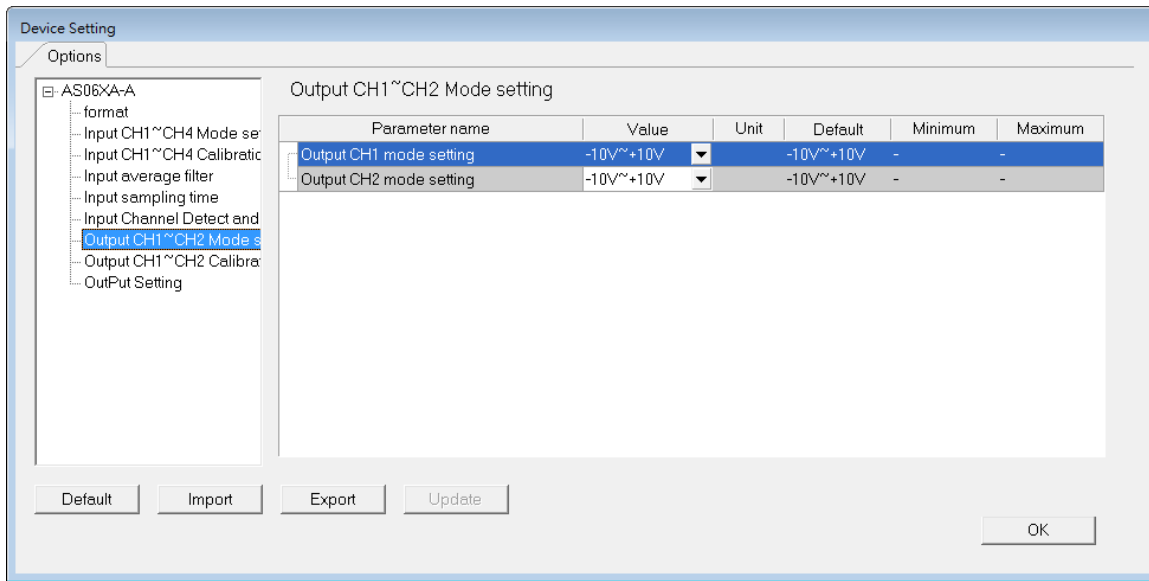 Device Setting
Options
AS06XA-A
format
Input CH1~CH4 Mode se
Input CH1~CH4 Calibratic
Input average filter
Input sampling time
Input Channel Detect and
Output CH1~CH2 Mode s
Output CH1~CH2 Calibra
OutPut Setting
Output CH1~CH2 Mode setting
Parameter name Value Unit Default Minimum Maximum
Output CH1 mode setting -10V~+10V -10V~+10V - -
Output CH2 mode setting -10V~+10V -10V~+10V - -
Default Import Export Update
OK